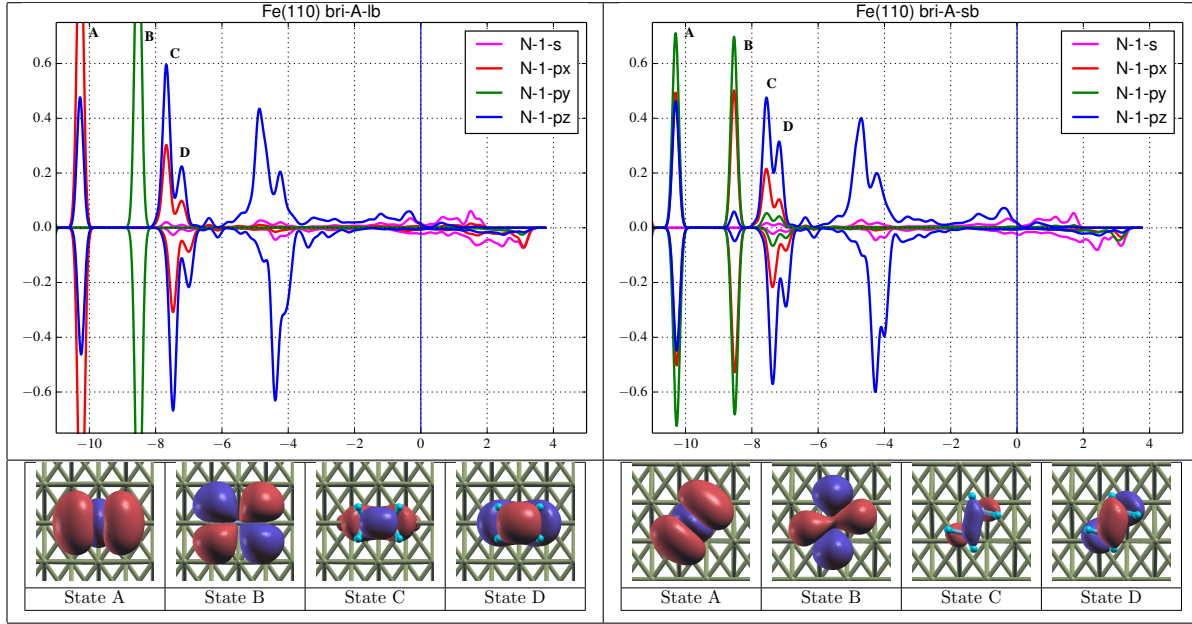 Fe(110) bri-A-lb
A
B
C
D
N-1-s
N-1-px
N-1-py
N-1-pz
0.6
0.4
0.2
0.0
−0.2
−0.4
−0.6
−10 −8 −6 −4 −2 0 2 4
State A State B State C State D
Fe(110) bri-A-sb
A
B
C
D
N-1-s
N-1-px
N-1-py
N-1-pz
0.6
0.4
0.2
0.0
−0.2
−0.4
−0.6
−10 −8 −6 −4 −2 0 2 4
State A State B State C State D